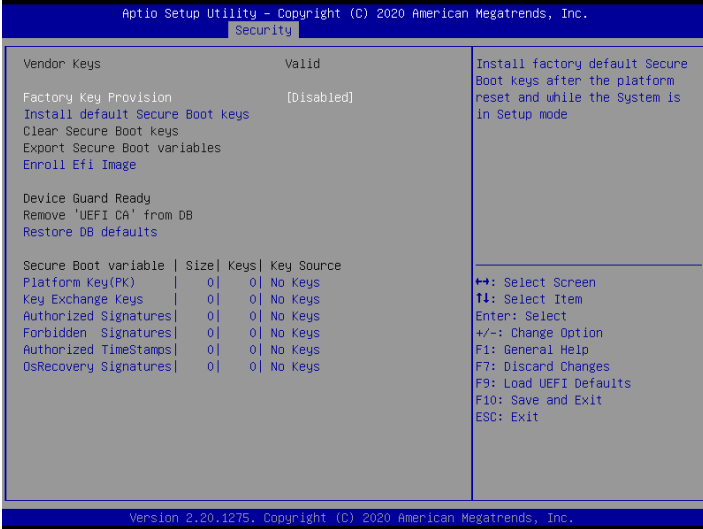 Aptio Setup Utility – Copyright (C) 2020 American Megatrends, Inc.
Security
Vendor Keys Valid
Factory Key Provision [Disabled]
Install default Secure Boot keys
Clear Secure Boot keys
Export Secure Boot variables
Enroll Efi Image
Device Guard Ready
Remove 'UEFI CA' from DB
Restore DB defaults
Secure Boot variable | Size| Keys| Key Source
Platform Key(PK) | 0| 0| No Keys
Key Exchange Keys | 0| 0| No Keys
Authorized Signatures| 0| 0| No Keys
Forbidden Signatures| 0| 0| No Keys
Authorized TimeStamps| 0| 0| No Keys
OsRecovery Signatures| 0| 0| No Keys
Install factory default Secure
Boot keys after the platform
reset and while the System is
in Setup mode
↔: Select Screen
↑↓: Select Item
Enter: Select
+/-: Change Option
F1: General Help
F7: Discard Changes
F9: Load UEFI Defaults
F10: Save and Exit
ESC: Exit
Version 2.20.1275. Copyright (C) 2020 American Megatrends, Inc.